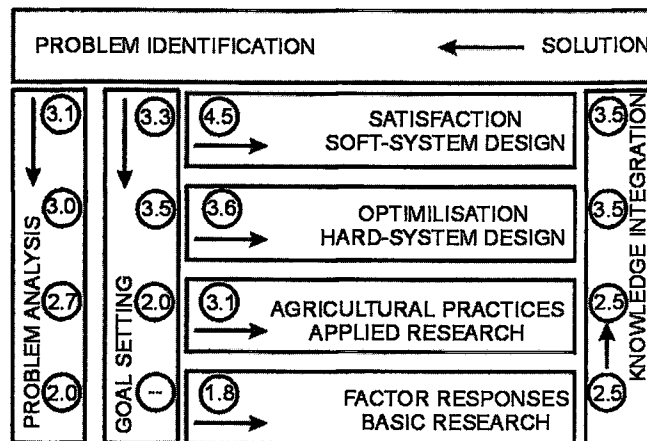 PROBLEM IDENTIFICATION
SOLUTION
3.1
3.3
4.5
SATISFACTION
SOFT-SYSTEM DESIGN
3.5
3.0
3.5
3.6
OPTIMILISATION
HARD-SYSTEM DESIGN
3.5
2.7
2.0
3.1
AGRICULTURAL PRACTICES
APPLIED RESEARCH
2.5
2.0
--
1.8
FACTOR RESPONSES
BASIC RESEARCH
2.5
PROBLEM ANALYSIS
GOAL SETTING
KNOWLEDGE INTEGRATION